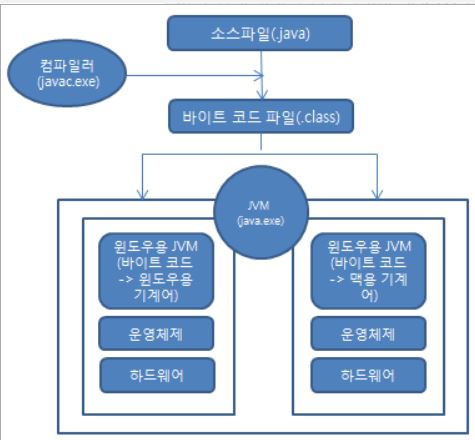 소스파일(.java)
컴파일러
(javac.exe)
바이트 코드 파일(.class)
JVM
(java.exe)
윈도우용 JVM
(바이트 코드
-> 윈도우용
기계어)
운영체제
하드웨어
윈도우용 JVM
(바이트 코드
-> 맥용 기계
어)
운영체제
하드웨어